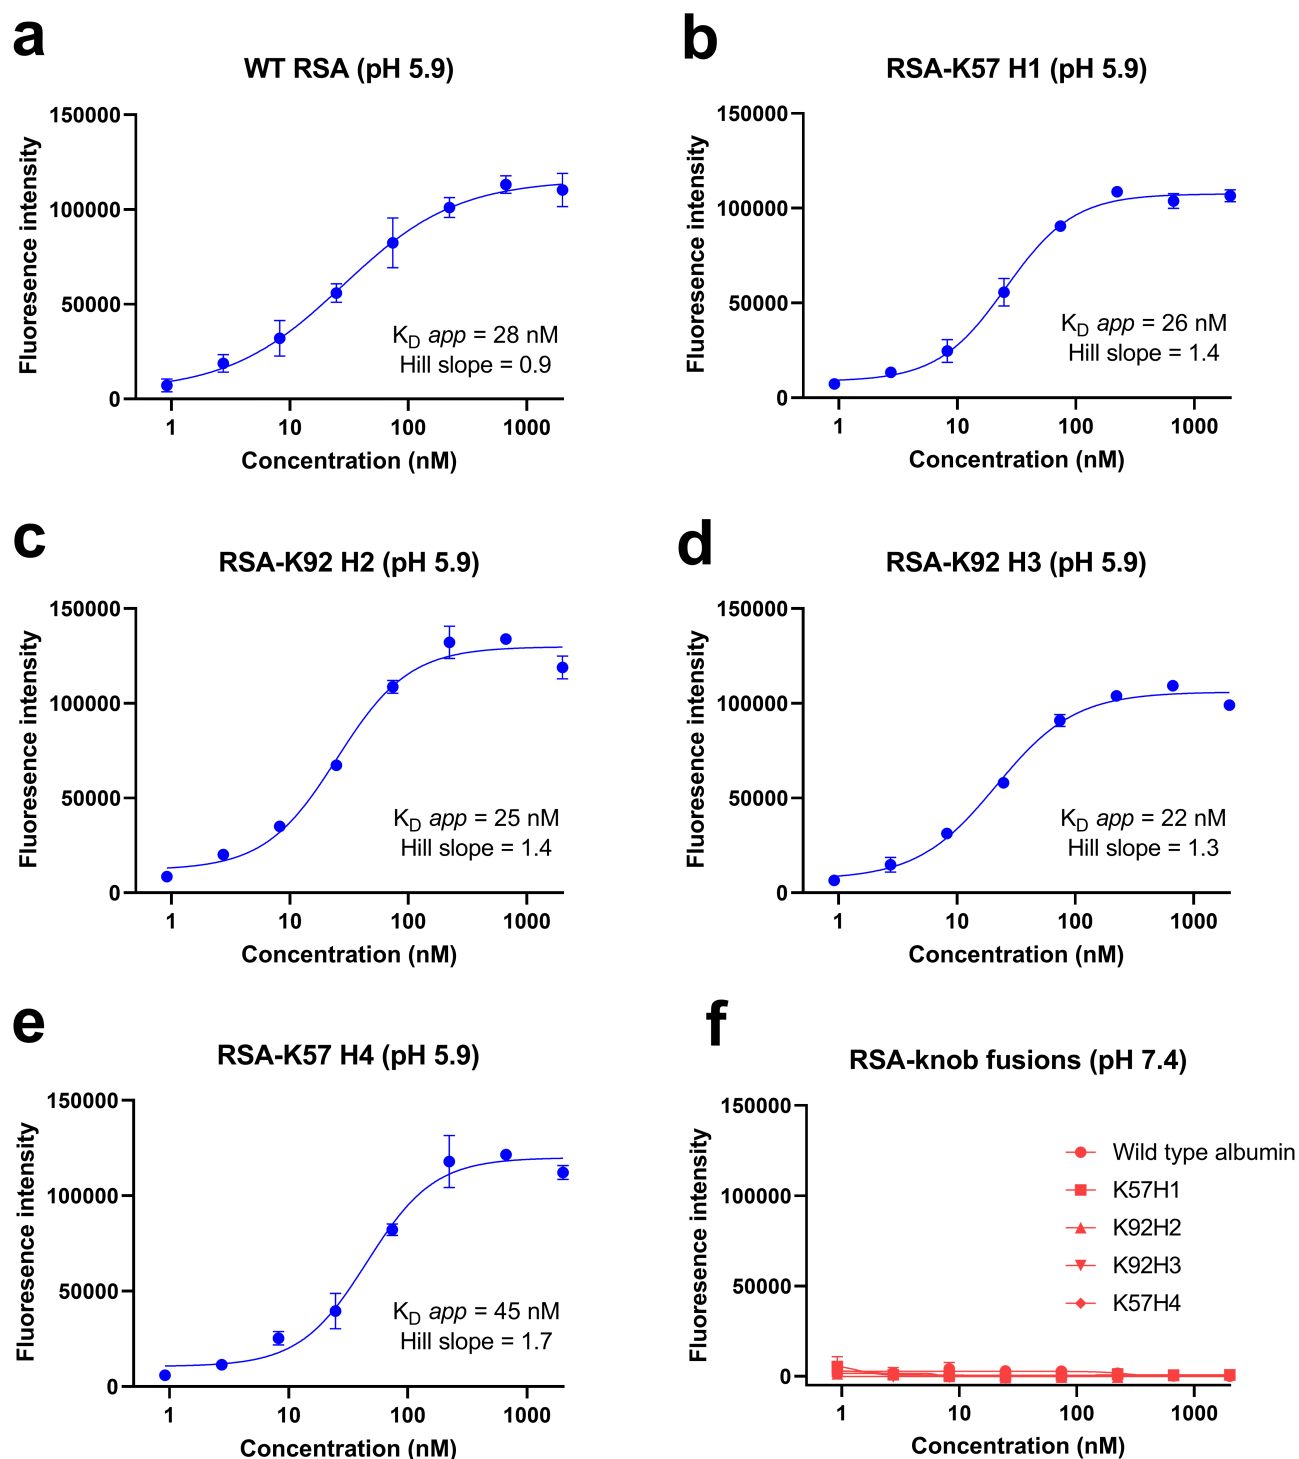 a
WT RSA (pH 5.9)
Fluoresence intensity
150000
100000
50000
0
K_D app = 28 nM
Hill slope = 0.9
1 10 100 1000
Concentration (nM)
b
RSA-K57 H1 (pH 5.9)
Fluoresence intensity
150000
100000
50000
0
K_D app = 26 nM
Hill slope = 1.4
1 10 100 1000
Concentration (nM)
c
RSA-K92 H2 (pH 5.9)
Fluoresence intensity
150000
100000
50000
0
K_D app = 25 nM
Hill slope = 1.4
1 10 100 1000
Concentration (nM)
d
RSA-K92 H3 (pH 5.9)
Fluoresence intensity
150000
100000
50000
0
K_D app = 22 nM
Hill slope = 1.3
1 10 100 1000
Concentration (nM)
e
RSA-K57 H4 (pH 5.9)
Fluoresence intensity
150000
100000
50000
0
K_D app = 45 nM
Hill slope = 1.7
1 10 100 1000
Concentration (nM)
f
RSA-knob fusions (pH 7.4)
Fluoresence intensity
150000
100000
50000
0
Wild type albumin
K57H1
K92H2
K92H3
K57H4
1 10 100 1000
Concentration (nM)